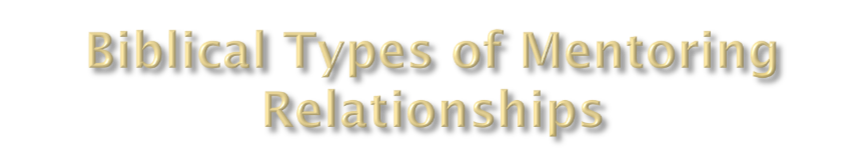 Biblical Types of Mentoring
Relationships